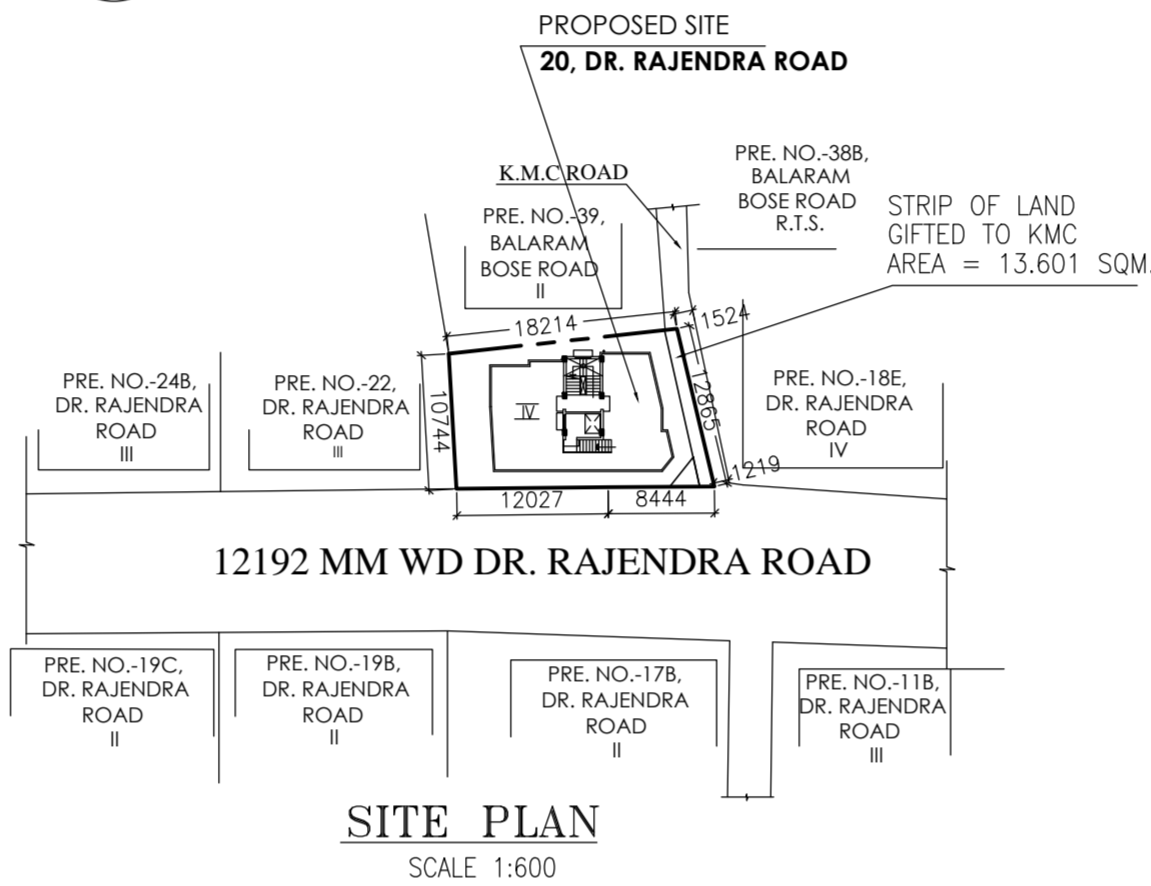 PROPOSED SITE
20, DR. RAJENDRA ROAD
K.M.C ROAD
PRE. NO.-38B,
BALARAM
BOSE ROAD
R.T.S.
STRIP OF LAND
GIFTED TO KMC
AREA = 13.601 SQM.
PRE. NO.-39,
BALARAM
BOSE ROAD
II
18214
1524
PRE. NO.-24B,
DR. RAJENDRA
ROAD
III
PRE. NO.-22,
DR. RAJENDRA
ROAD
III
10744
IV
12865
PRE. NO.-18E,
DR. RAJENDRA
ROAD
IV
1219
12027
8444
12192 MM WD DR. RAJENDRA ROAD
PRE. NO.-19C,
DR. RAJENDRA
ROAD
II
PRE. NO.-19B,
DR. RAJENDRA
ROAD
II
PRE. NO.-17B,
DR. RAJENDRA
ROAD
II
PRE. NO.-11B,
DR. RAJENDRA
ROAD
III
SITE PLAN
SCALE 1:600